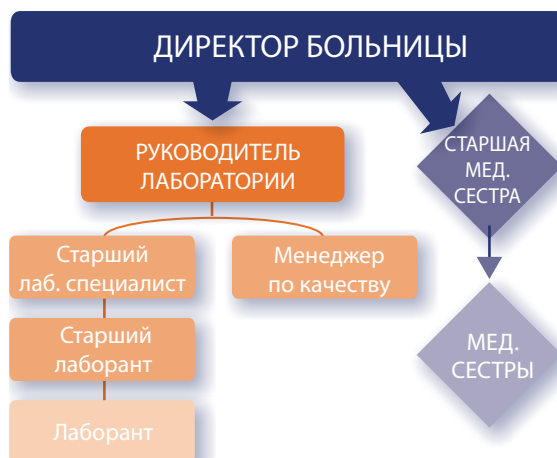 ДИРЕКТОР БОЛЬНИЦЫ
РУКОВОДИТЕЛЬ
ЛАБОРАТОРИИ
СТАРШАЯ
МЕД.
СЕСТРА
Старший
лаб. специалист
Менеджер
по качеству
Старший
лаборант
МЕД.
СЕСТРЫ
Лаборант